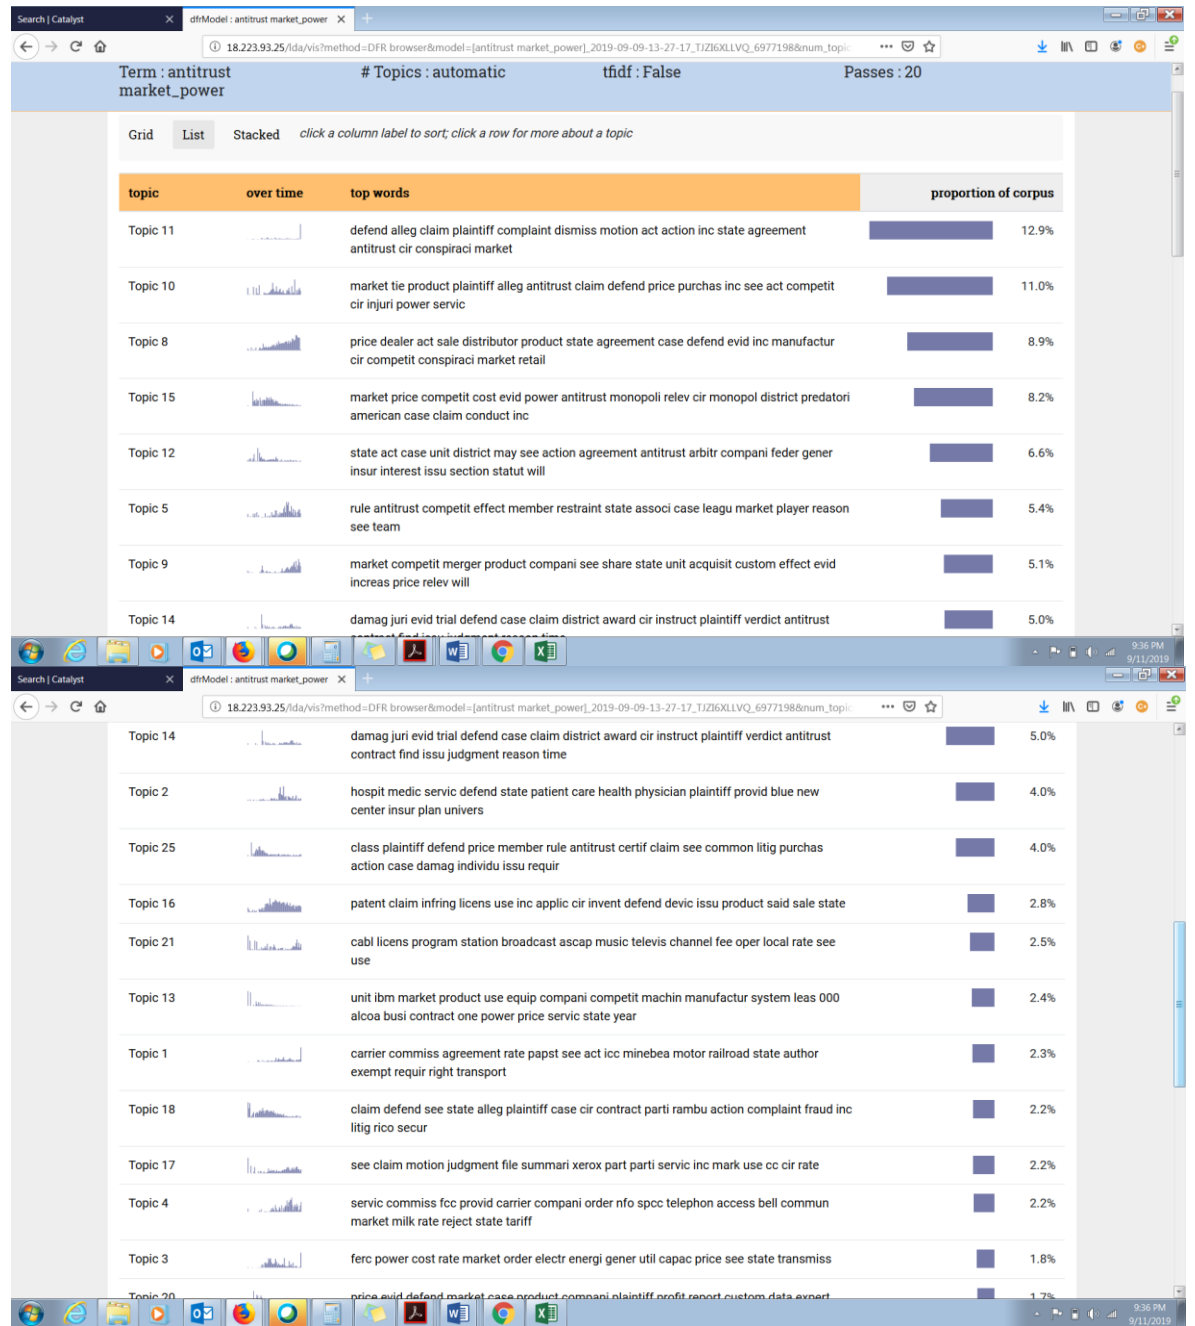 Search | Catalyst
dfrModel : antitrust market_power
18.223.93.25/lda/vis?method=DFR browser&model=[antitrust market_power]_2019-09-09-13-27-17_TJZI6XLLVQ_6977198&num_topic
Term : antitrust market_power # Topics : automatic tfidf : False Passes : 20
Grid List Stacked click a column label to sort; click a row for more about a topic
topic over time top words proportion of corpus
Topic 11 defend alleg claim plaintiff complaint dismiss motion act action inc state agreement 12.9%
antitrust cir conspiraci market
Topic 10 market tie product plaintiff alleg antitrust claim defend price purchas inc see act competit 11.0%
cir injuri power servic
Topic 8 price dealer act sale distributor product state agreement case defend evid inc manufactur 8.9%
cir competit conspiraci market retail
Topic 15 market price competit cost evid power antitrust monopoli relev cir monopol district predatori 8.2%
american case claim conduct inc
Topic 12 state act case unit district may see action agreement antitrust arbitr compani feder gener 6.6%
insur interest issu section statut will
Topic 5 rule antitrust competit effect member restraint state associ case leagu market player reason 5.4%
see team
Topic 9 market competit merger product compani see share state unit acquisit custom effect evid 5.1%
increas price relev will
Topic 14 damag juri evid trial defend case claim district award cir instruct plaintiff verdict antitrust 5.0%
contract find issu judgment reason time
9:36 PM
9/11/2019
Search | Catalyst
dfrModel : antitrust market_power
18.223.93.25/lda/vis?method=DFR browser&model=[antitrust market_power]_2019-09-09-13-27-17_TJZI6XLLVQ_6977198&num_topic
Topic 14 damag juri evid trial defend case claim district award cir instruct plaintiff verdict antitrust 5.0%
contract find issu judgment reason time
Topic 2 hospit medic servic defend state patient care health physician plaintiff provid blue new 4.0%
center insur plan univers
Topic 25 class plaintiff defend price member rule antitrust certif claim see common litig purchas 4.0%
action case damag individu issu requir
Topic 16 patent claim infring licens use inc applic cir invent defend devic issu product said sale state 2.8%
Topic 21 cabl licens program station broadcast ascap music televis channel fee oper local rate see 2.5%
use
Topic 13 unit ibm market product use equip compani competit machin manufactur system leas 000 2.4%
alcoa busi contract one power price servic state year
Topic 1 carrier commiss agreement rate papst see act icc minebea motor railroad state author 2.3%
exempt requir right transport
Topic 18 claim defend see state alleg plaintiff case cir contract parti rambu action complaint fraud inc 2.2%
litig rico secur
Topic 17 see claim motion judgment file summari xerox part parti servic inc mark use cc cir rate 2.2%
Topic 4 servic commiss fcc provid carrier compani order nfo spcc telephon access bell commun 2.2%
market milk rate reject state tariff
Topic 3 ferc power cost rate market order electr energi gener util capac price see state transmiss 1.8%
Topic 20 price evid defend market case product compani plaintiff profit report custom data expert 1.7%
9:36 PM
9/11/2019